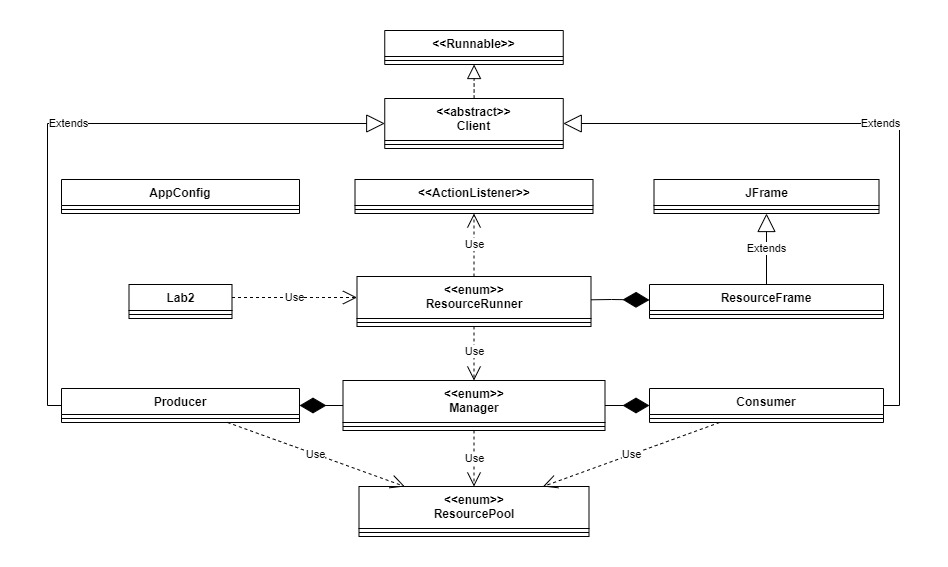 <<Runnable>>
<<abstract>>
Client
Extends
Extends
AppConfig
<<ActionListener>>
JFrame
Use
Extends
Lab2
Use
<<enum>>
ResourceRunner
ResourceFrame
Use
Producer
<<enum>>
Manager
Consumer
Use
Use
Use
<<enum>>
ResourcePool